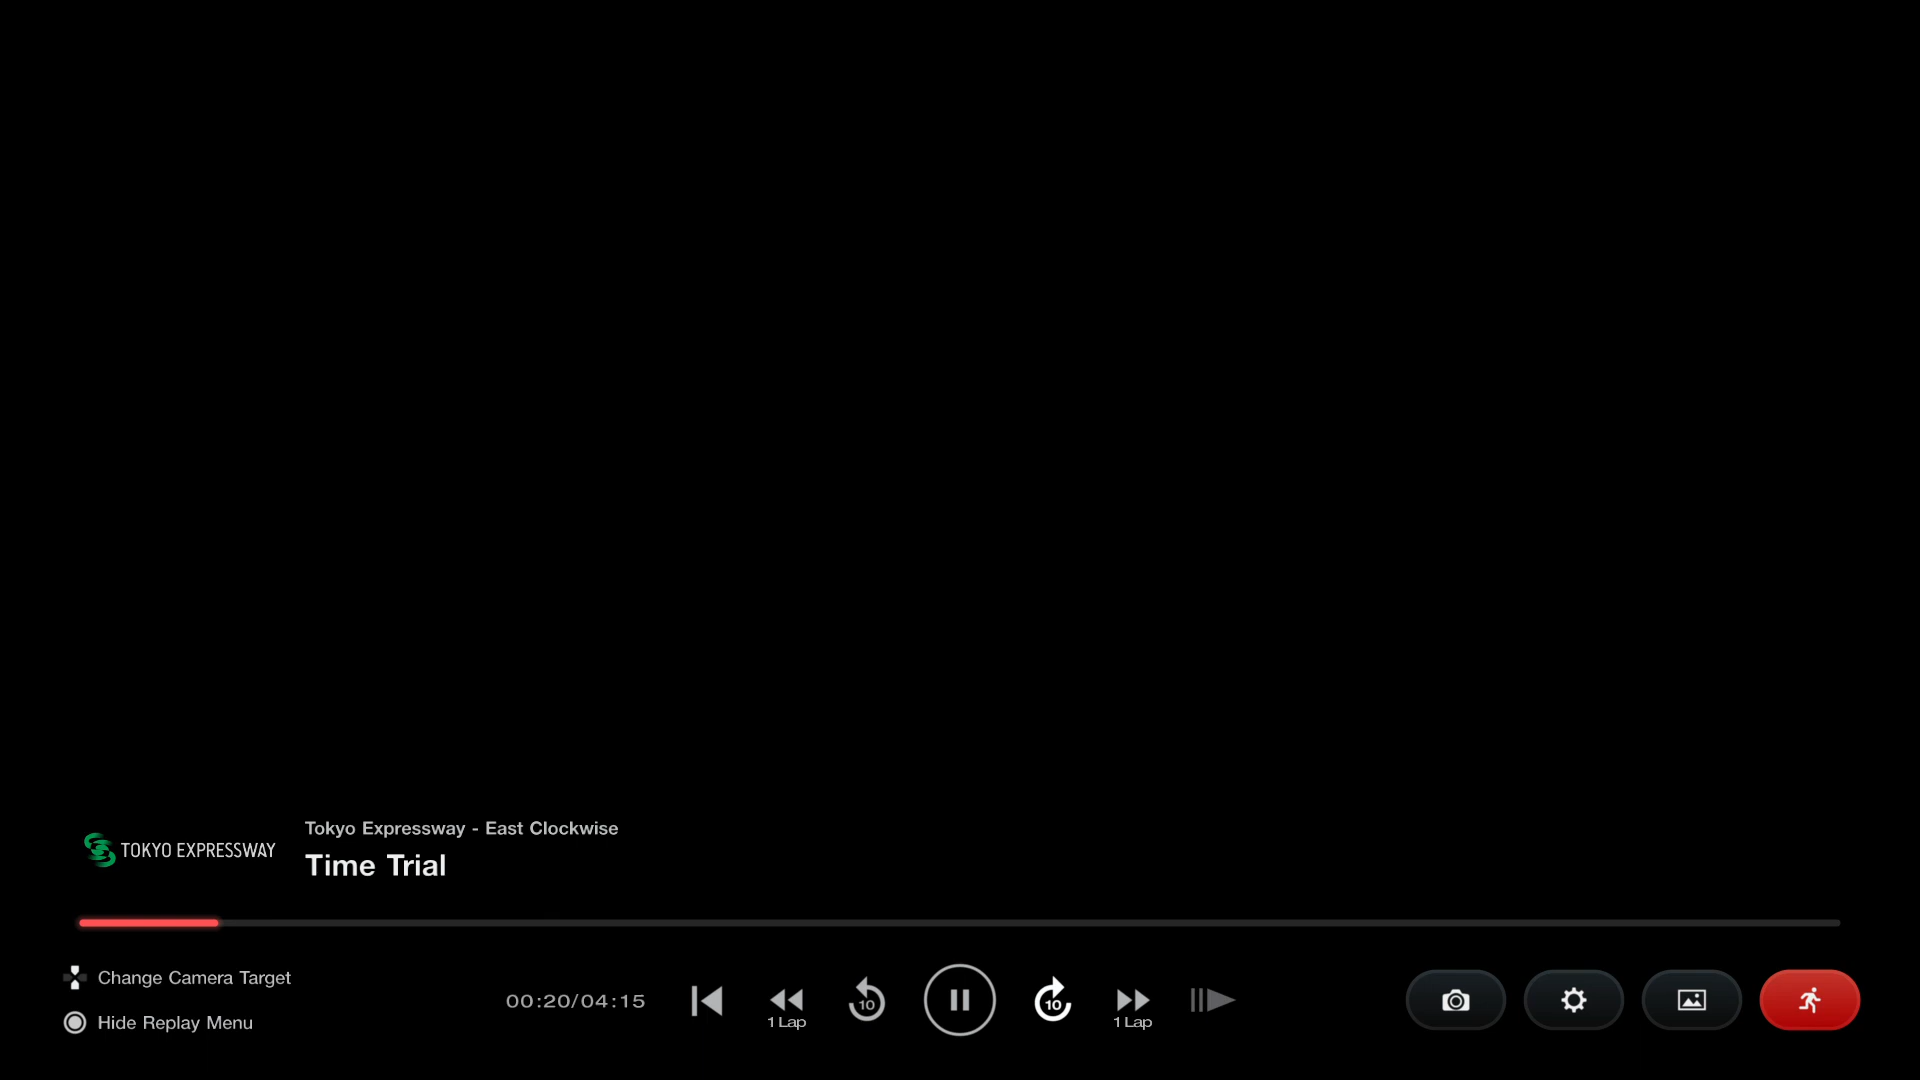 Tokyo Expressway - East Clockwise
TOKYO EXPRESSWAY
Time Trial
Change Camera Target
Hide Replay Menu
00:20/04:15
1 Lap
10
10
1 Lap